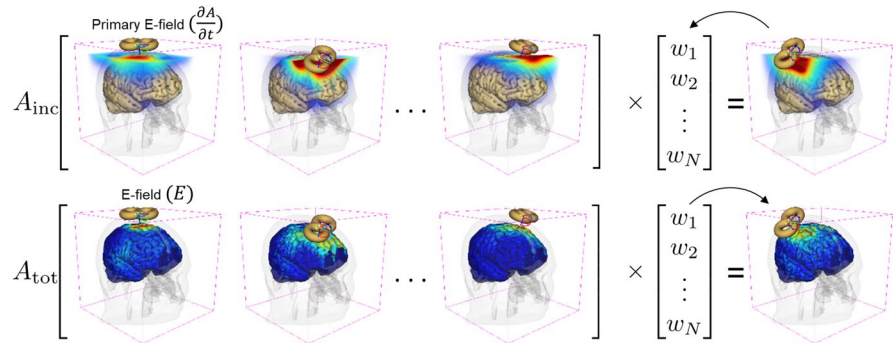 Primary E-field (∂A/∂t)
A_inc [ . . . ] × [ w_1 w_2 ⋮ w_N ] =
E-field (E)
A_tot [ . . . ] × [ w_1 w_2 ⋮ w_N ] =